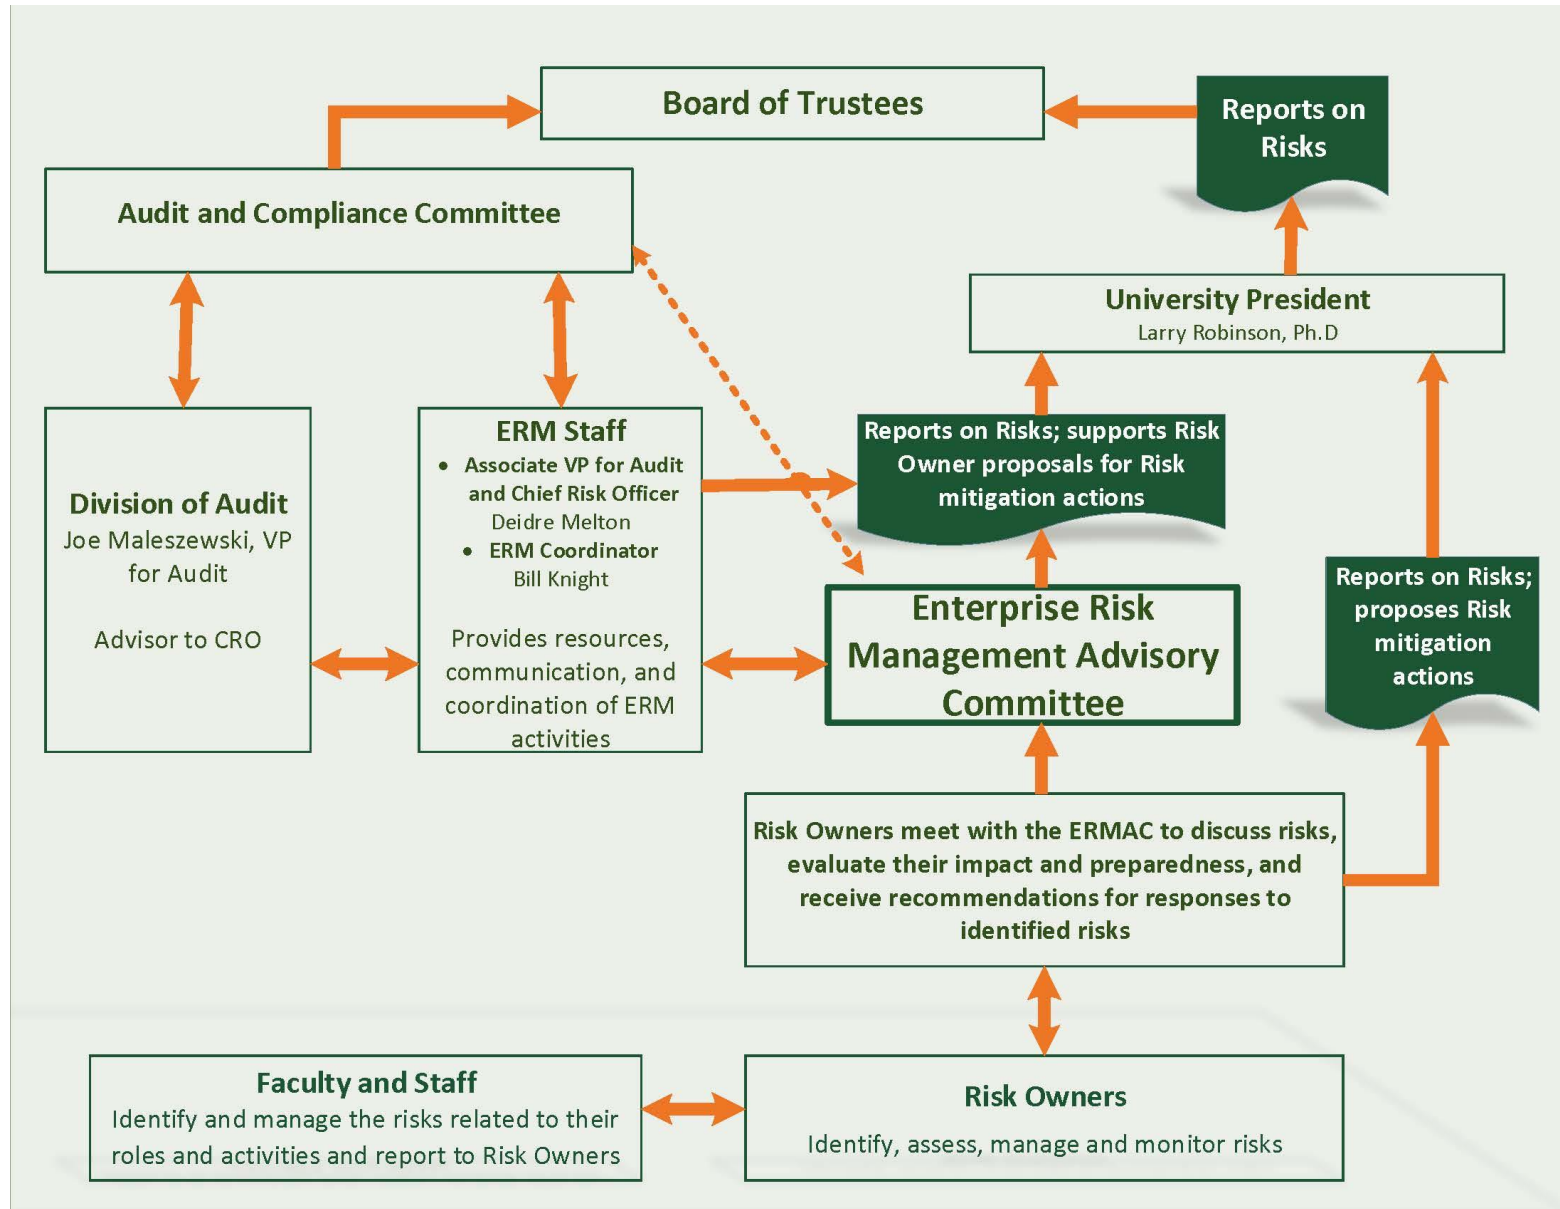 Board of Trustees
Reports on
Risks
Audit and Compliance Committee
University President
Larry Robinson, Ph.D
Division of Audit
Joe Maleszewski, VP
for Audit
Advisor to CRO
ERM Staff
• Associate VP for Audit
and Chief Risk Officer
Deidre Melton
• ERM Coordinator
Bill Knight
Provides resources,
communication, and
coordination of ERM
activities
Reports on Risks; supports Risk
Owner proposals for Risk
mitigation actions
Enterprise Risk
Management Advisory
Committee
Reports on Risks;
proposes Risk
mitigation
actions
Risk Owners meet with the ERMAC to discuss risks,
evaluate their impact and preparedness, and
receive recommendations for responses to
identified risks
Faculty and Staff
Identify and manage the risks related to their
roles and activities and report to Risk Owners
Risk Owners
Identify, assess, manage and monitor risks